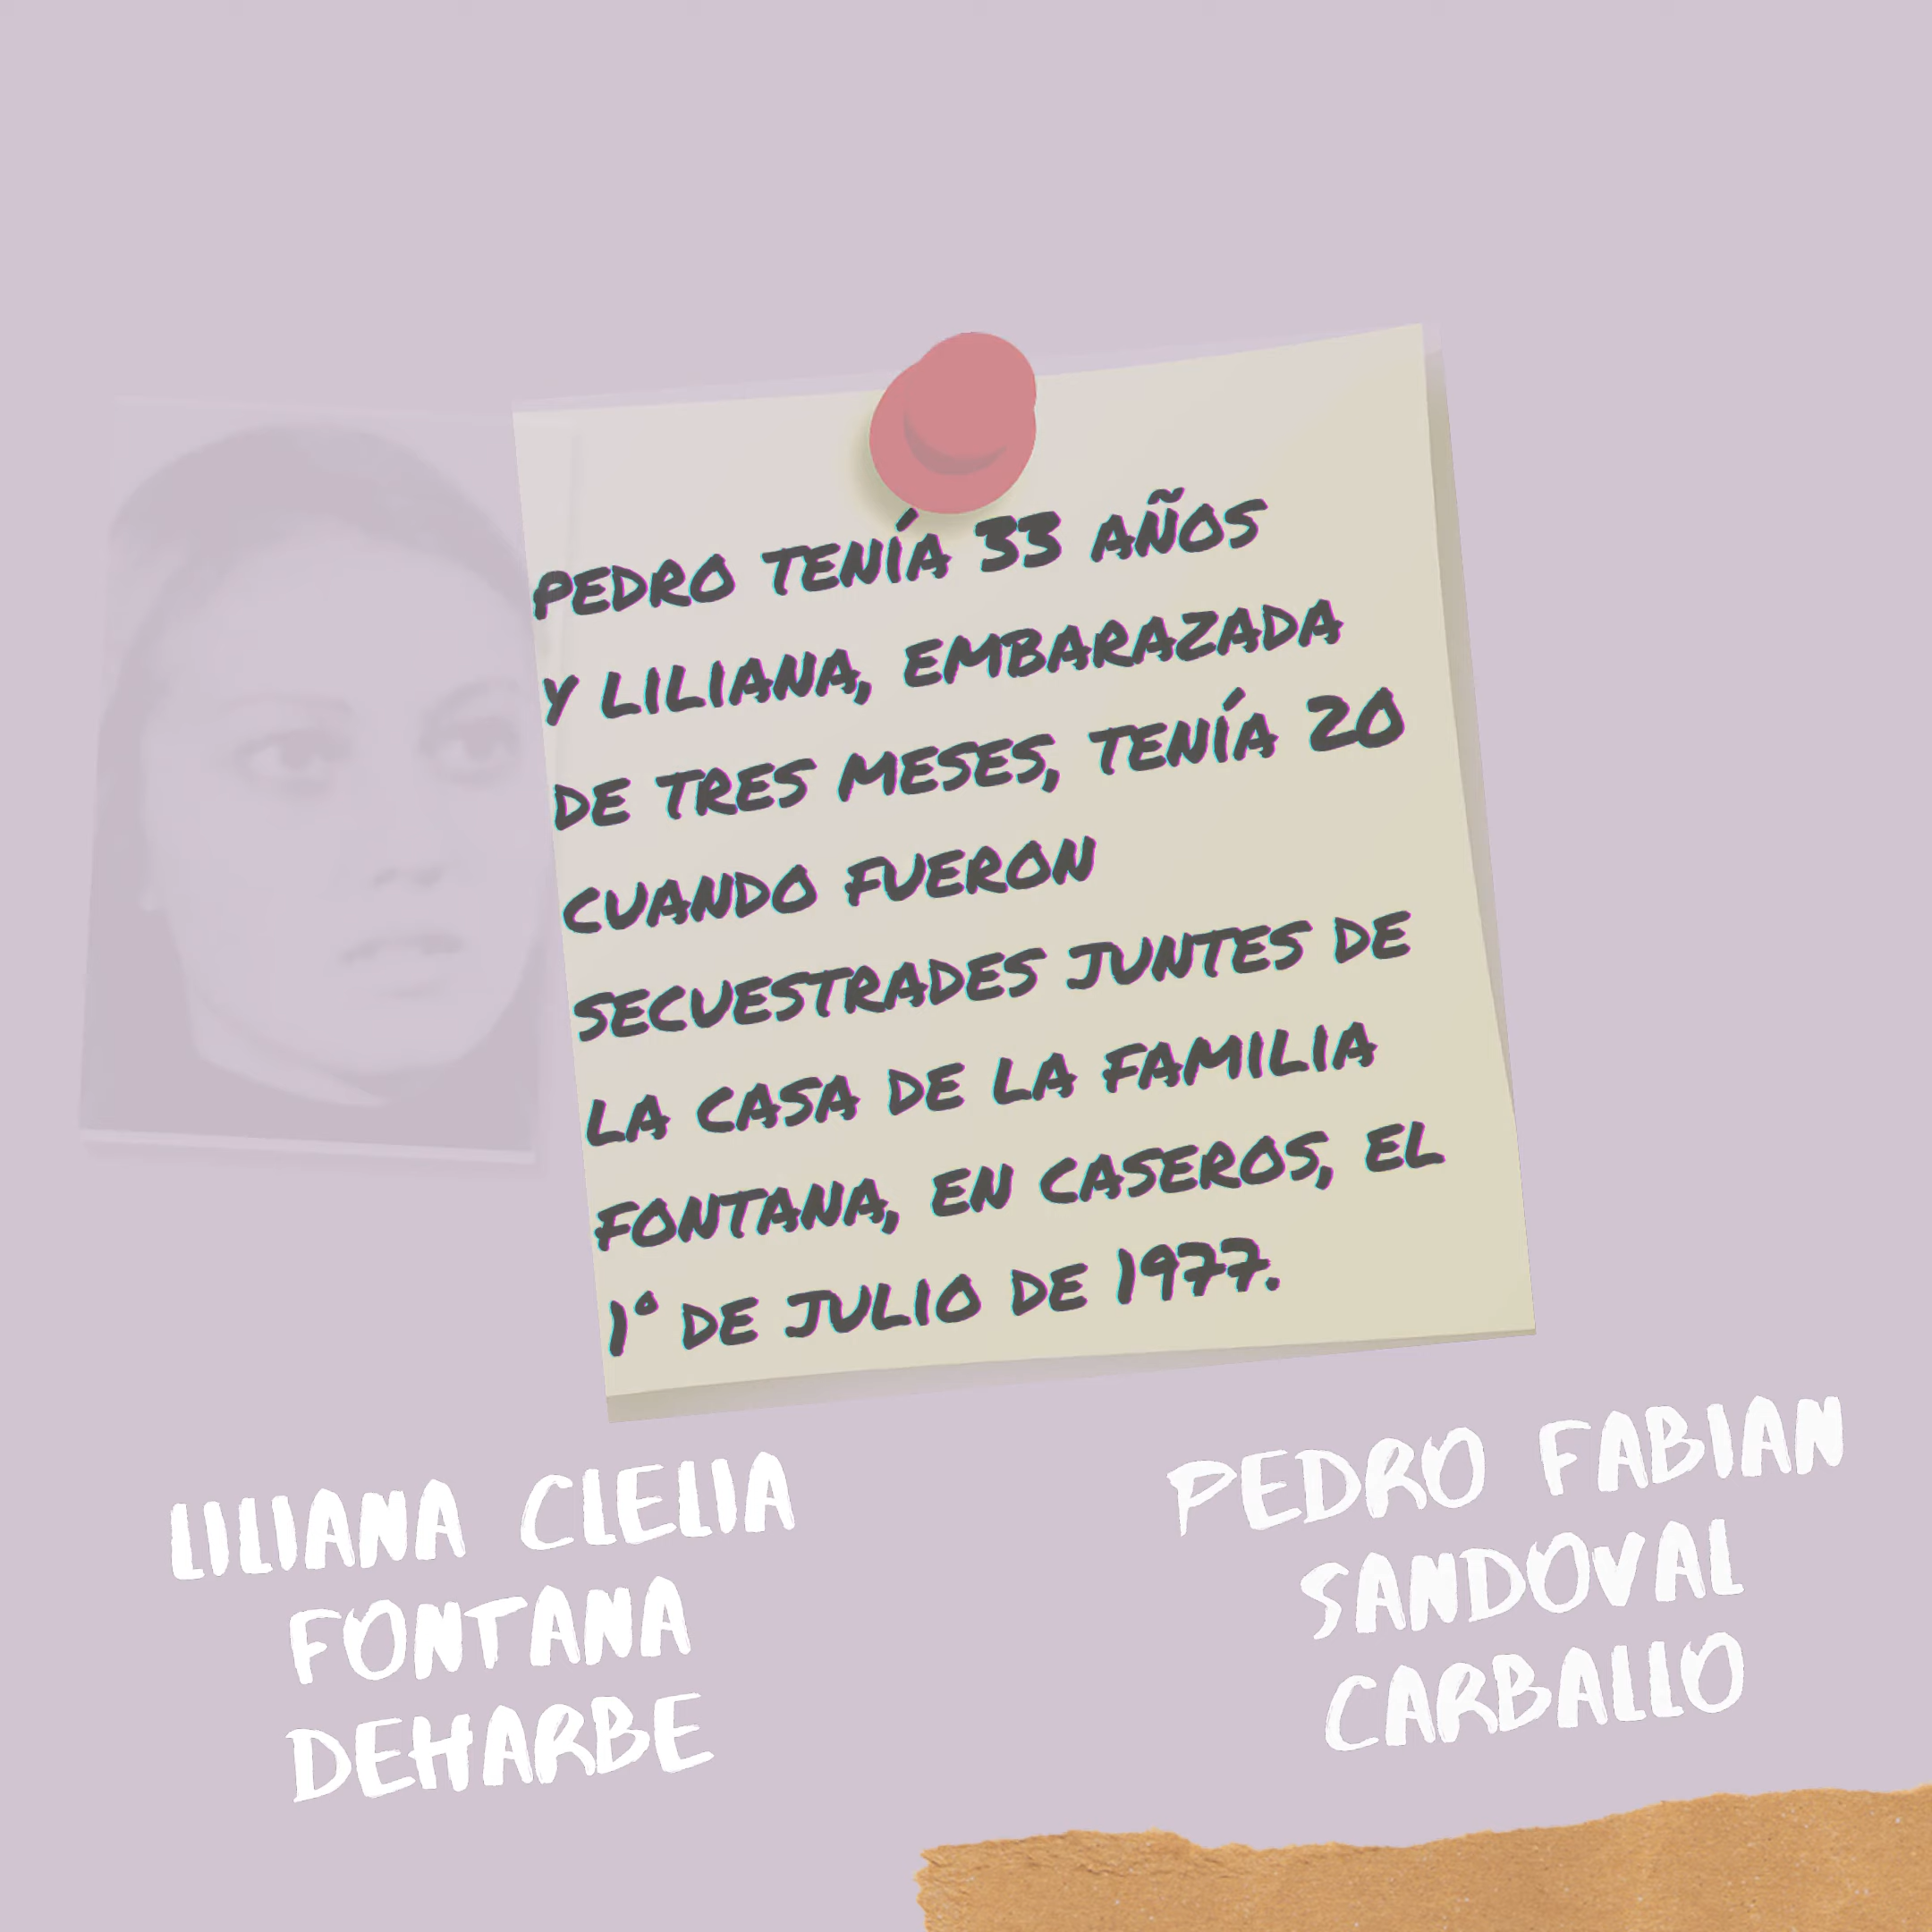 PEDRO TENÍA 33 AÑOS
Y LILIANA, EMBARAZADA
DE TRES MESES, TENÍA 20
CUANDO FUERON
SECUESTRADES JUNTES DE
LA CASA DE LA FAMILIA
FONTANA, EN CASEROS, EL
1º DE JULIO DE 1977.
LILIANA CLELIA
FONTANA
DEHARBE
PEDRO FABIAN
SANDOVAL
CARBALLO